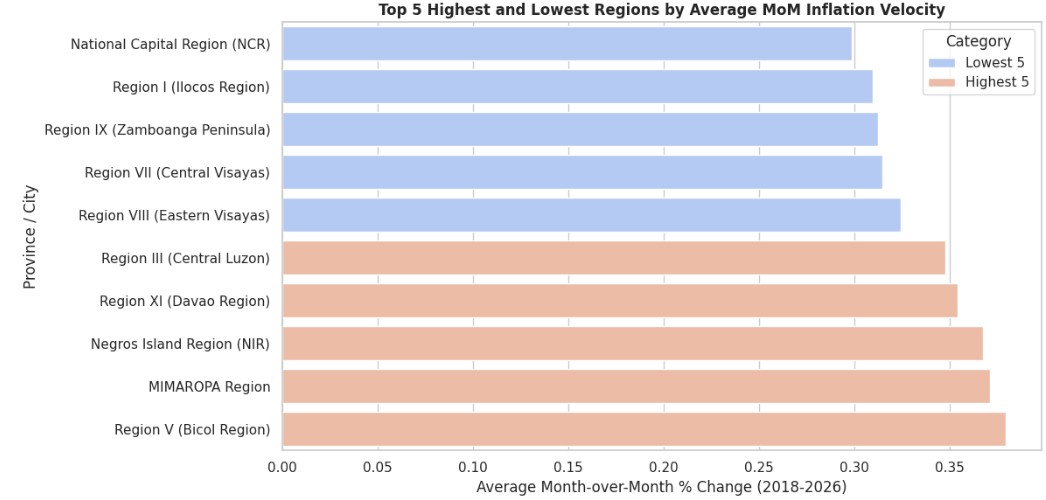 Top 5 Highest and Lowest Regions by Average MoM Inflation Velocity
National Capital Region (NCR)
Region I (Ilocos Region)
Region IX (Zamboanga Peninsula)
Region VII (Central Visayas)
Region VIII (Eastern Visayas)
Region III (Central Luzon)
Region XI (Davao Region)
Negros Island Region (NIR)
MIMAROPA Region
Region V (Bicol Region)
Province / City
Category
Lowest 5
Highest 5
0.00 0.05 0.10 0.15 0.20 0.25 0.30 0.35
Average Month-over-Month % Change (2018-2026)